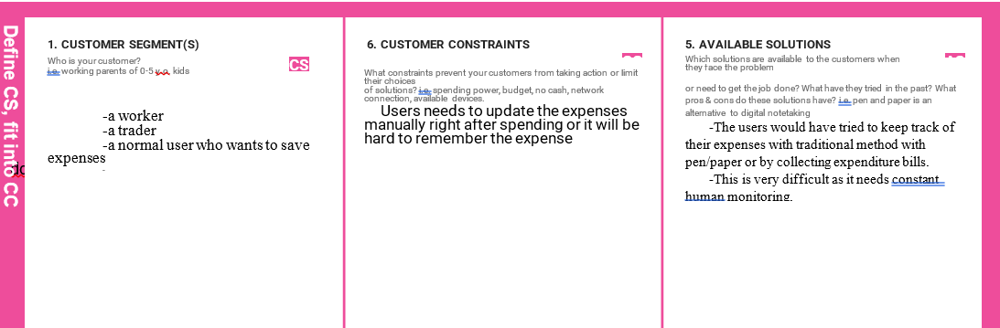 Define CS, fit into CC
1. CUSTOMER SEGMENT(S)
Who is your customer?
i.e. working parents of 0-5 y.o. kids
CS
-a worker
-a trader
-a normal user who wants to save
expenses
6. CUSTOMER CONSTRAINTS
What constraints prevent your customers from taking action or limit
their choices
of solutions? i.e. spending power, budget, no cash, network
connection, available devices.
Users needs to update the expenses
manually right after spending or it will be
hard to remember the expense
5. AVAILABLE SOLUTIONS
Which solutions are available to the customers when
they face the problem
or need to get the job done? What have they tried in the past? What
pros & cons do these solutions have? i.e. pen and paper is an
alternative to digital notetaking
-The users would have tried to keep track of
their expenses with traditional method with
pen/paper or by collecting expenditure bills.
-This is very difficult as it needs constant
human monitoring.